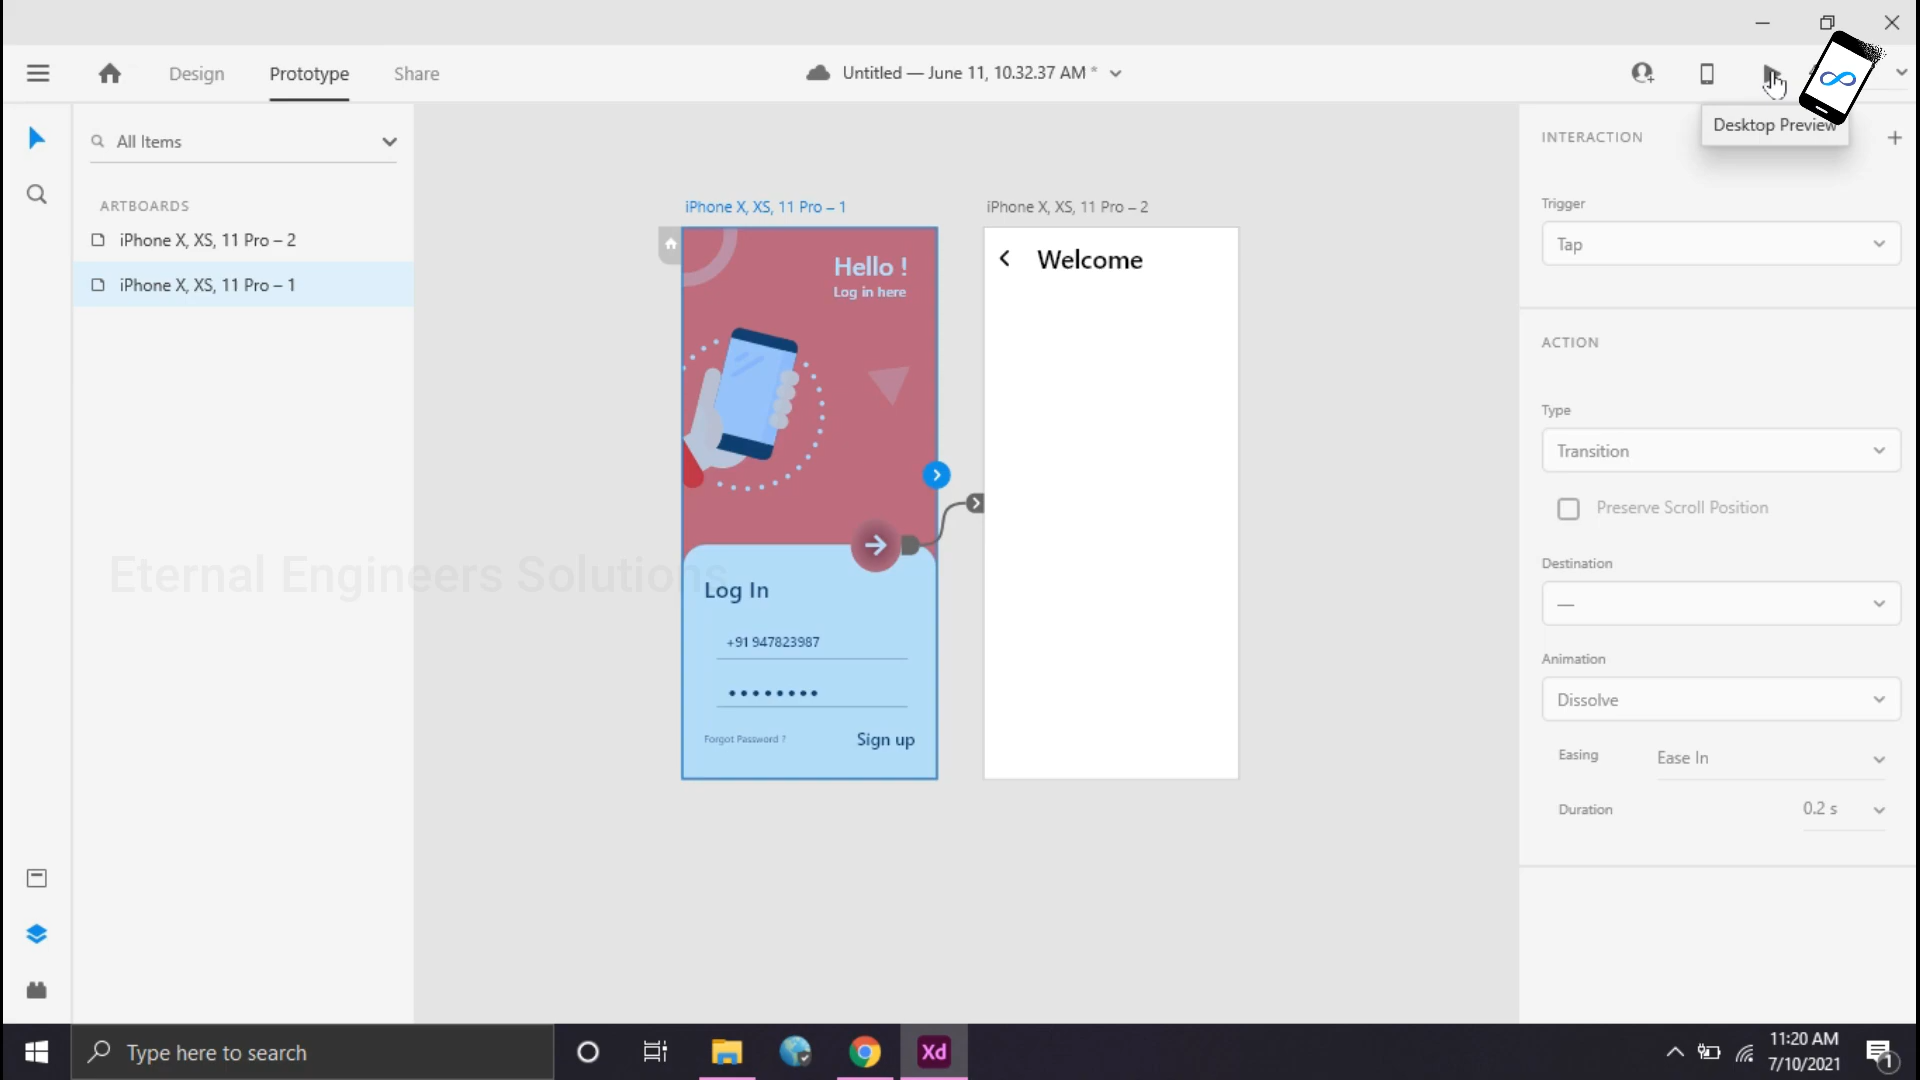 Design
Prototype
Share
Untitled — June 11, 10.32.37 AM *
Desktop Preview
All Items
ARTBOARDS
iPhone X, XS, 11 Pro – 2
iPhone X, XS, 11 Pro – 1
iPhone X, XS, 11 Pro – 1
Hello !
Log in here
Log In
+91 947823987
Forgot Password ?
Sign up
iPhone X, XS, 11 Pro – 2
Welcome
Eternal Engineers Solutions
INTERACTION
Trigger
Tap
ACTION
Type
Transition
Preserve Scroll Position
Destination
—
Animation
Dissolve
Easing
Ease In
Duration
0.2 s
Type here to search
Xd
11:20 AM
7/10/2021
1